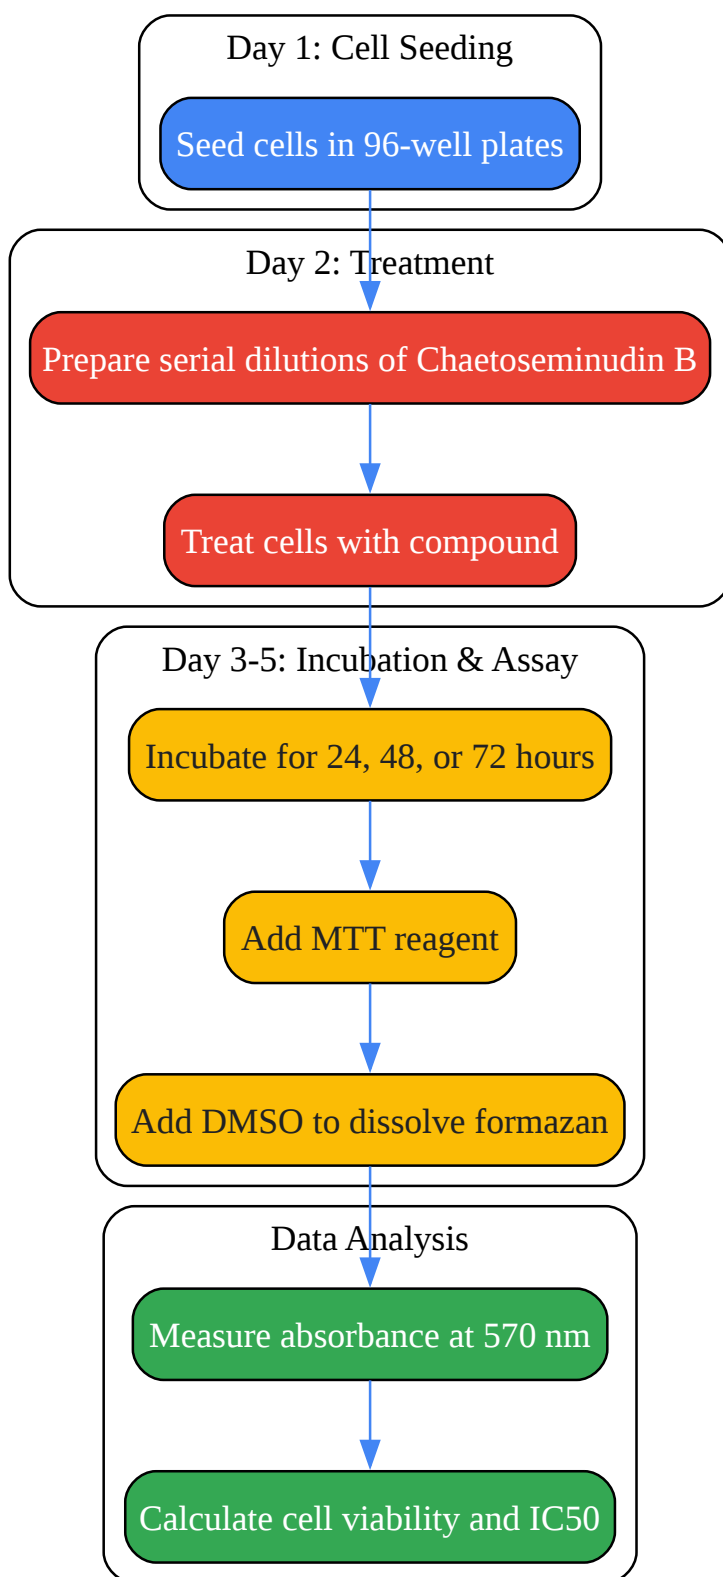 Day 1: Cell Seeding
Seed cells in 96-well plates
Day 2: Treatment
Prepare serial dilutions of Chaetoseminudin B
Treat cells with compound
Day 3-5: Incubation & Assay
Incubate for 24, 48, or 72 hours
Add MTT reagent
Add DMSO to dissolve formazan
Data Analysis
Measure absorbance at 570 nm
Calculate cell viability and IC50